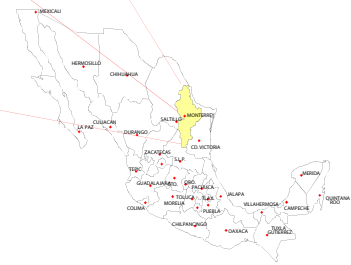 MEXICALI
HERMOSILLO
CHIHUAHUA
SALTILLO
MONTERREY
CULIACAN
LA PAZ
DURANGO
CD. VICTORIA
ZACATECAS
S.L.P.
TEPIC
GUADALAJARA
GTO.
QRO.
PACHUCA
MERIDA
COLIMA
MORELIA
TOLUCA
TLAX.
JALAPA
PUEBLA
VILLAHERMOSA
CAMPECHE
QUINTANA
ROO
CHILPANCINGO
OAXACA
TUXLA
GUTIERREZ